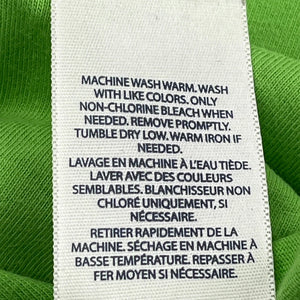 MACHINE WASH WARM. WASH
WITH LIKE COLORS. ONLY
NON-CHLORINE BLEACH WHEN
NEEDED. REMOVE PROMPTLY.
TUMBLE DRY LOW. WARM IRON IF
NEEDED.
LAVAGE EN MACHINE À L'EAU TIÈDE.
LAVER AVEC DES COULEURS
SEMBLABLES. BLANCHISSEUR NON
CHLORÉ UNIQUEMENT, SI
NÉCESSAIRE.
RETIRER RAPIDEMENT DE LA
MACHINE. SÉCHAGE EN MACHINE À
BASSE TEMPÉRATURE. REPASSER À
FER MOYEN SI NÉCESSAIRE.